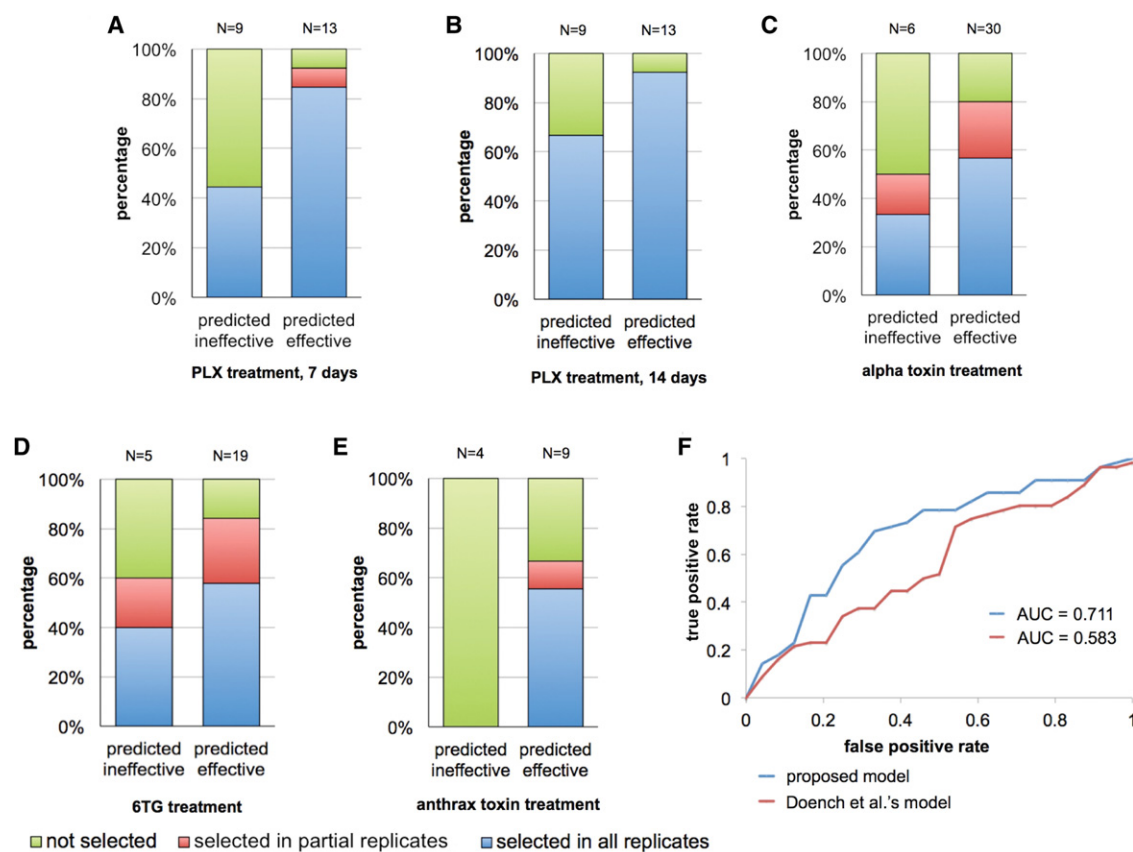 A
N=9 N=13
100%
80%
60%
40%
20%
0%
percentage
predicted ineffective
predicted effective
PLX treatment, 7 days
B
N=9 N=13
100%
80%
60%
40%
20%
0%
percentage
predicted ineffective
predicted effective
PLX treatment, 14 days
C
N=6 N=30
100%
80%
60%
40%
20%
0%
percentage
predicted ineffective
predicted effective
alpha toxin treatment
D
N=5 N=19
100%
80%
60%
40%
20%
0%
percentage
predicted ineffective
predicted effective
6TG treatment
E
N=4 N=9
100%
80%
60%
40%
20%
0%
percentage
predicted ineffective
predicted effective
anthrax toxin treatment
F
1
0.8
0.6
0.4
0.2
0
true positive rate
AUC = 0.711
AUC = 0.583
0 0.2 0.4 0.6 0.8 1
false positive rate
proposed model
Doench et al.'s model
not selected selected in partial replicates selected in all replicates